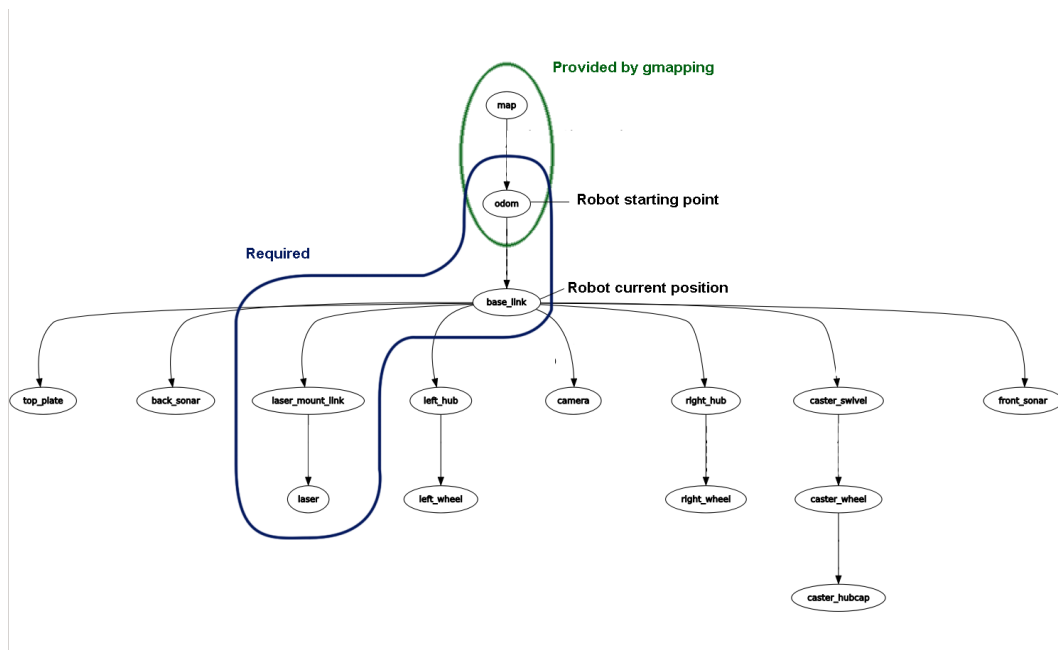 Provided by gmapping
map
odom
Robot starting point
Required
Robot current position
base_link
top_plate
back_sonar
laser_mount_link
left_hub
camera
right_hub
caster_swivel
front_sonar
laser
left_wheel
right_wheel
caster_wheel
caster_hubcap